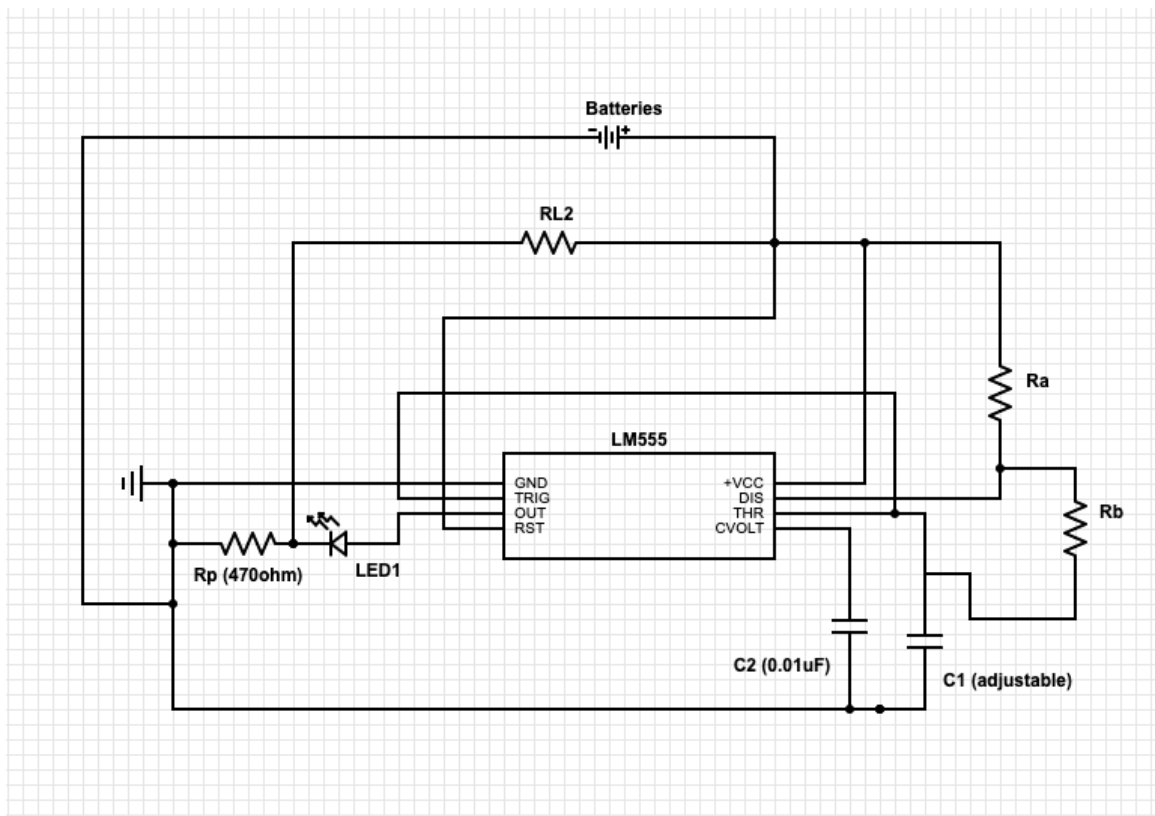 Batteries
- +
RL2
Ra
LM555
GND
TRIG
OUT
RST
+VCC
DIS
THR
CVOLT
Rb
LED1
Rp (470ohm)
C2 (0.01uF)
C1 (adjustable)